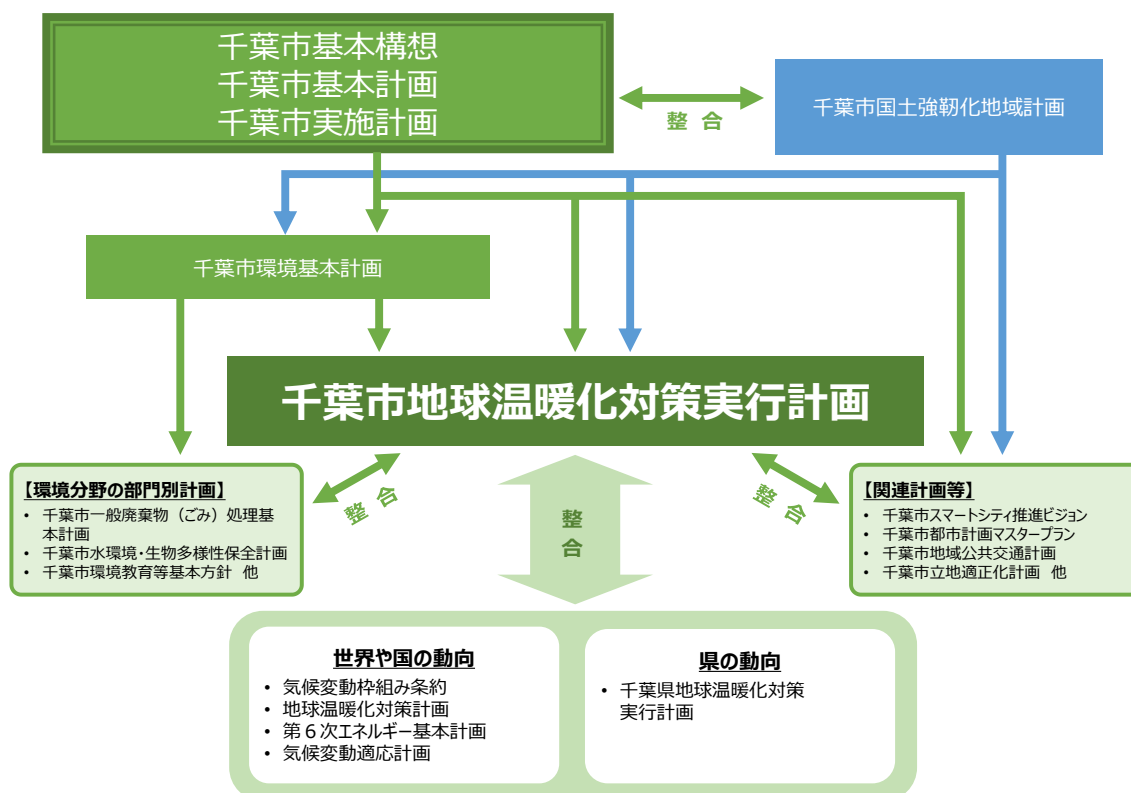 千葉市基本構想
千葉市基本計画
千葉市実施計画
整 合
千葉市国土強靭化地域計画
千葉市環境基本計画
千葉市地球温暖化対策実行計画
【環境分野の部門別計画】
• 千葉市一般廃棄物（ごみ）処理基
本計画
• 千葉市水環境・生物多様性保全計画
• 千葉市環境教育等基本方針 他
整 合
整
合
整 合
【関連計画等】
• 千葉市スマートシティ推進ビジョン
• 千葉市都市計画マスタープラン
• 千葉市地域公共交通計画
• 千葉市立地適正化計画 他
世界や国の動向
• 気候変動枠組み条約
• 地球温暖化対策計画
• 第６次エネルギー基本計画
• 気候変動適応計画
県の動向
• 千葉県地球温暖化対策
実行計画